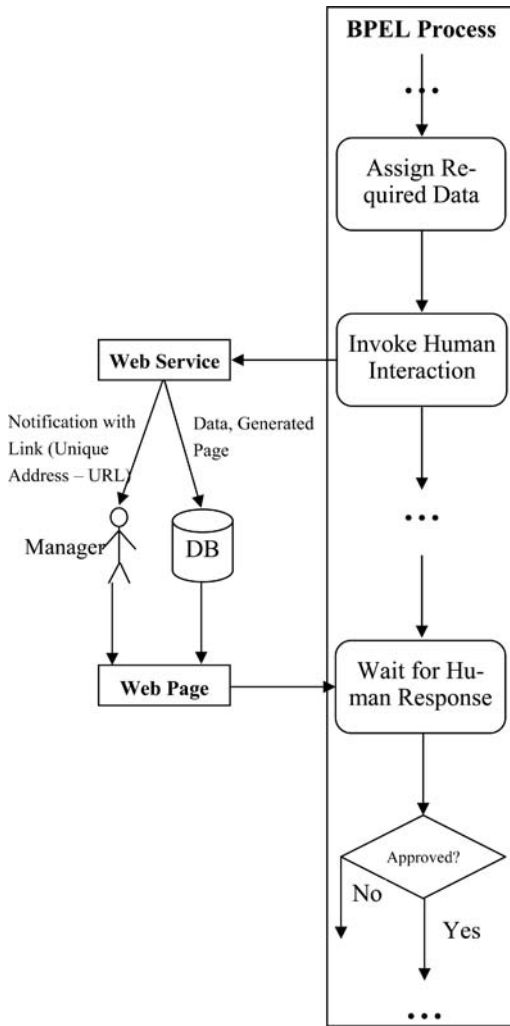 BPEL Process
...
Assign Re-
quired Data
Invoke Human
Interaction
Web Service
Notification with
Link (Unique
Address – URL)
Data, Generated
Page
...
Manager
DB
Wait for Hu-
man Response
Web Page
Approved?
No
Yes
...